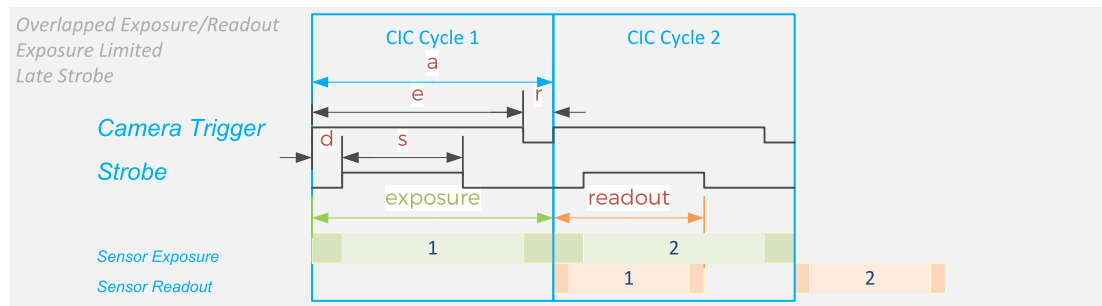 Overlapped Exposure/Readout
Exposure Limited
Late Strobe
CIC Cycle 1
CIC Cycle 2
a
e
r
Camera Trigger
d
s
Strobe
exposure
readout
Sensor Exposure
1
2
Sensor Readout
1
2